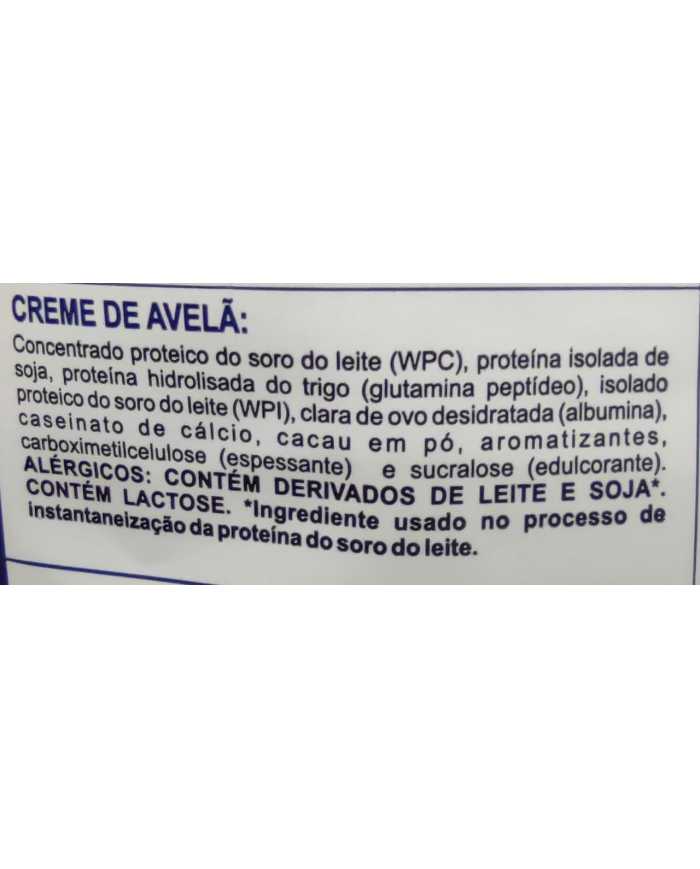 CREME DE AVELÃ:
Concentrado proteico do soro do leite (WPC), proteína isolada de
soja, proteína hidrolisada do trigo (glutamina peptídeo), isolado
proteico do soro do leite (WPI), clara de ovo desidratada (albumina),
caseinato de cálcio, cacau em pó, aromatizantes,
carboximetilcelulose (espessante) e sucralose (edulcorante).
ALÉRGICOS: CONTÉM DERIVADOS DE LEITE E SOJA*.
CONTÉM LACTOSE. *Ingrediente usado no processo de
instantaneização da proteína do soro do leite.